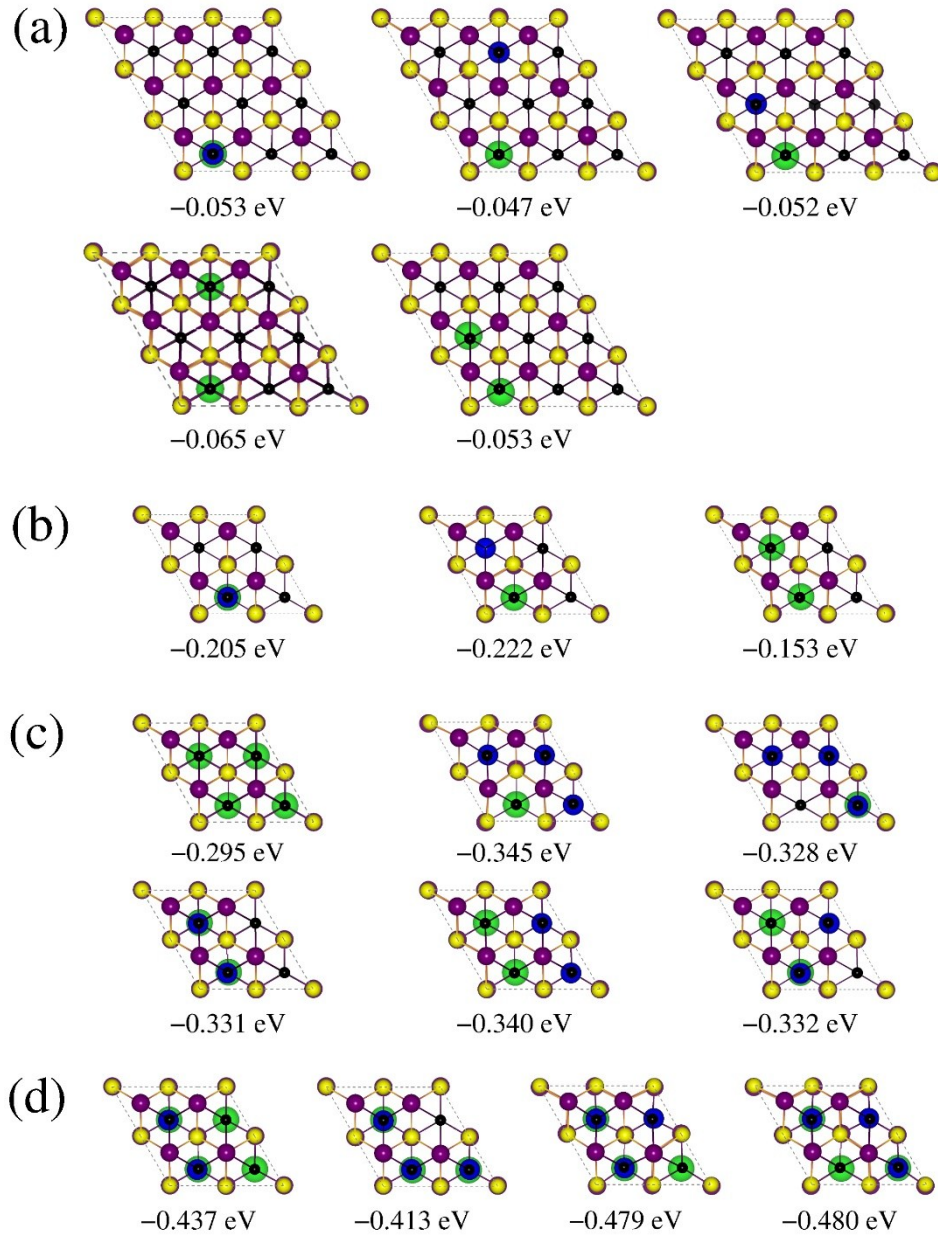 (a)
−0.053 eV −0.047 eV −0.052 eV
−0.065 eV −0.053 eV
(b)
−0.205 eV −0.222 eV −0.153 eV
(c)
−0.295 eV −0.345 eV −0.328 eV
−0.331 eV −0.340 eV −0.332 eV
(d)
−0.437 eV −0.413 eV −0.479 eV −0.480 eV